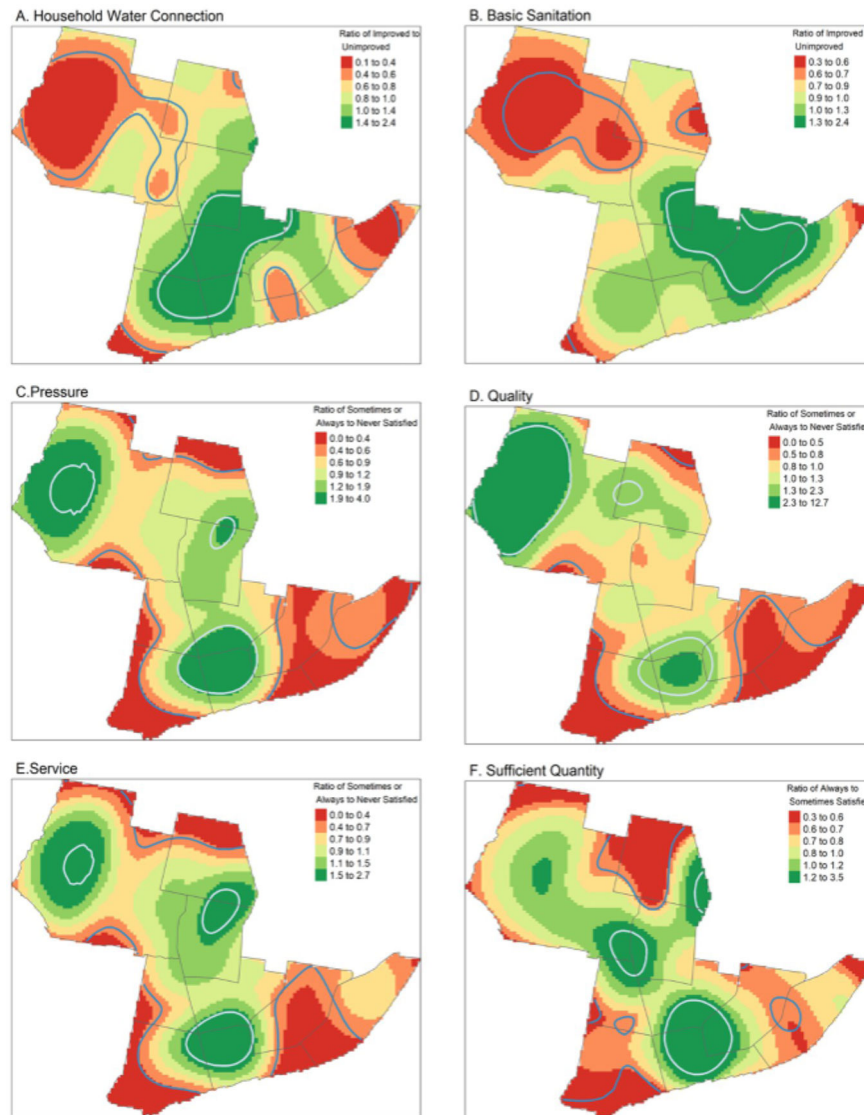 A. Household Water Connection
Ratio of Improved to
Unimproved
0.1 to 0.4
0.4 to 0.6
0.6 to 0.8
0.8 to 1.0
1.0 to 1.4
1.4 to 2.4
B. Basic Sanitation
Ratio of Improved
Unimproved
0.3 to 0.6
0.6 to 0.7
0.7 to 0.9
0.9 to 1.0
1.0 to 1.3
1.3 to 2.4
C.Pressure
Ratio of Sometimes or
Always to Never Satisfied
0.0 to 0.4
0.4 to 0.6
0.6 to 0.9
0.9 to 1.2
1.2 to 1.9
1.9 to 4.0
D. Quality
Ratio of Sometimes or
Always to Never Satisfied
0.0 to 0.5
0.5 to 0.8
0.8 to 1.0
1.0 to 1.3
1.3 to 2.3
2.3 to 12.7
E.Service
Ratio of Sometimes or
Always to Never Satisfied
0.0 to 0.4
0.4 to 0.7
0.7 to 0.9
0.9 to 1.1
1.1 to 1.5
1.5 to 2.7
F. Sufficient Quantity
Ratio of Always to
Sometimes Satisfie
0.3 to 0.6
0.6 to 0.7
0.7 to 0.8
0.8 to 1.0
1.0 to 1.2
1.2 to 3.5